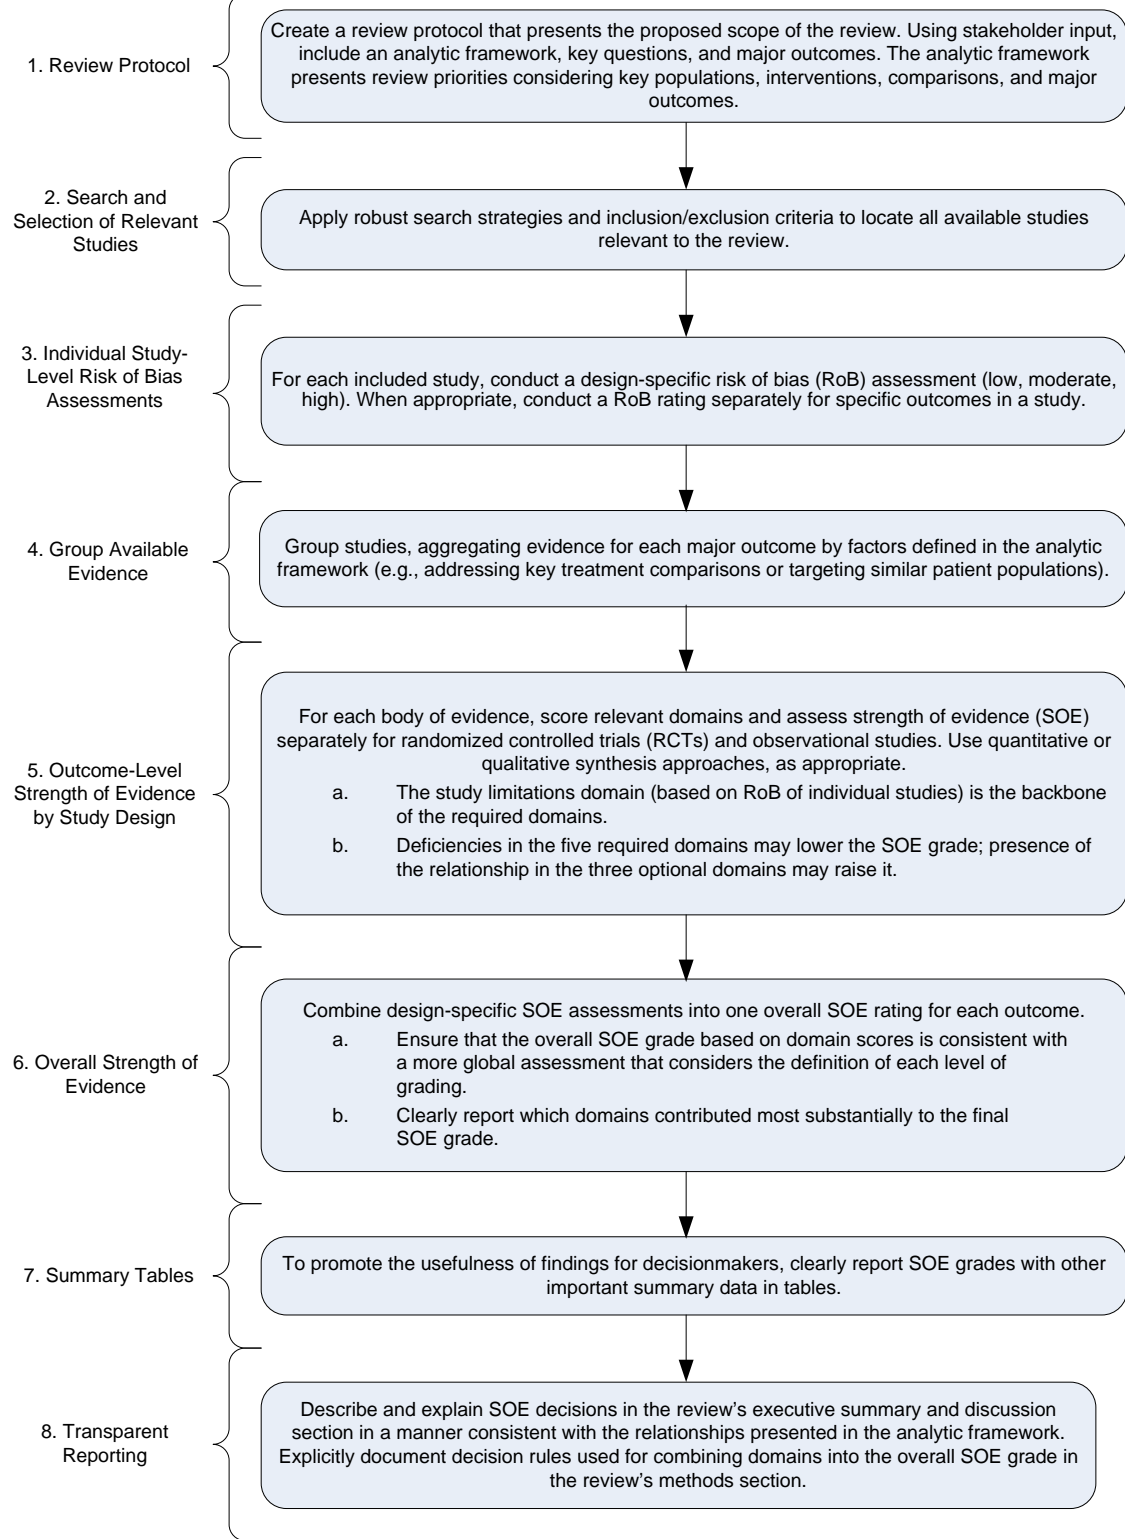 1. Review Protocol
Create a review protocol that presents the proposed scope of the review. Using stakeholder input,
include an analytic framework, key questions, and major outcomes. The analytic framework
presents review priorities considering key populations, interventions, comparisons, and major
outcomes.
2. Search and
Selection of Relevant
Studies
Apply robust search strategies and inclusion/exclusion criteria to locate all available studies
relevant to the review.
3. Individual Study-
Level Risk of Bias
Assessments
For each included study, conduct a design-specific risk of bias (RoB) assessment (low, moderate,
high). When appropriate, conduct a RoB rating separately for specific outcomes in a study.
4. Group Available
Evidence
Group studies, aggregating evidence for each major outcome by factors defined in the analytic
framework (e.g., addressing key treatment comparisons or targeting similar patient populations).
5. Outcome-Level
Strength of Evidence
by Study Design
For each body of evidence, score relevant domains and assess strength of evidence (SOE)
separately for randomized controlled trials (RCTs) and observational studies. Use quantitative or
qualitative synthesis approaches, as appropriate.
a. The study limitations domain (based on RoB of individual studies) is the backbone
of the required domains.
b. Deficiencies in the five required domains may lower the SOE grade; presence of
the relationship in the three optional domains may raise it.
6. Overall Strength of
Evidence
Combine design-specific SOE assessments into one overall SOE rating for each outcome.
a. Ensure that the overall SOE grade based on domain scores is consistent with
a more global assessment that considers the definition of each level of
grading.
b. Clearly report which domains contributed most substantially to the final
SOE grade.
7. Summary Tables
To promote the usefulness of findings for decisionmakers, clearly report SOE grades with other
important summary data in tables.
8. Transparent
Reporting
Describe and explain SOE decisions in the review's executive summary and discussion
section in a manner consistent with the relationships presented in the analytic framework.
Explicitly document decision rules used for combining domains into the overall SOE grade in
the review's methods section.